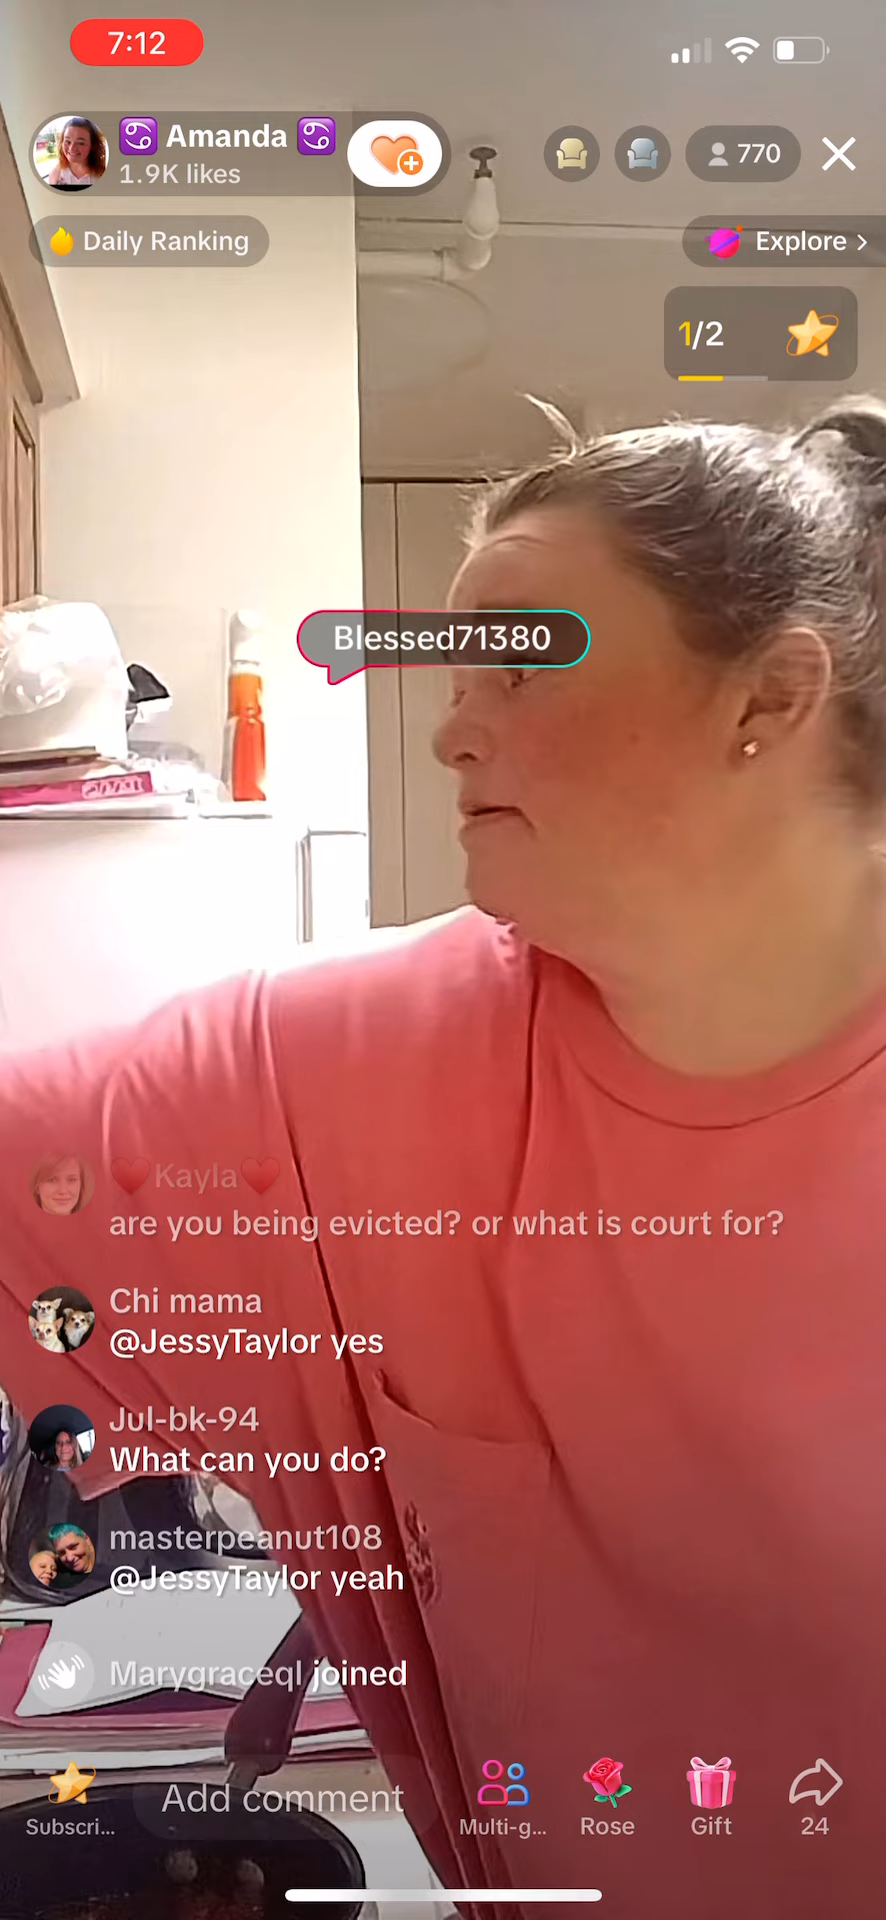 7:12
♋ Amanda ♋
1.9K likes
770
Daily Ranking
Explore >
1/2
Blessed71380
❤️Kayla❤️
are you being evicted? or what is court for?
Chi mama
@JessyTaylor yes
Jul-bk-94
What can you do?
masterpeanut108
@JessyTaylor yeah
Marygraceql joined
Add comment
Subscri...
Multi-g...
Rose
Gift
24